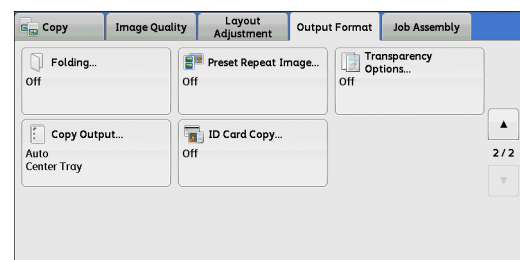 Copy
Image Quality
Layout
Adjustment
Output Format
Job Assembly
Folding...
Off
Preset Repeat Image...
Off
Transparency
Options...
Off
Copy Output...
Auto
Center Tray
ID Card Copy...
Off
2 / 2